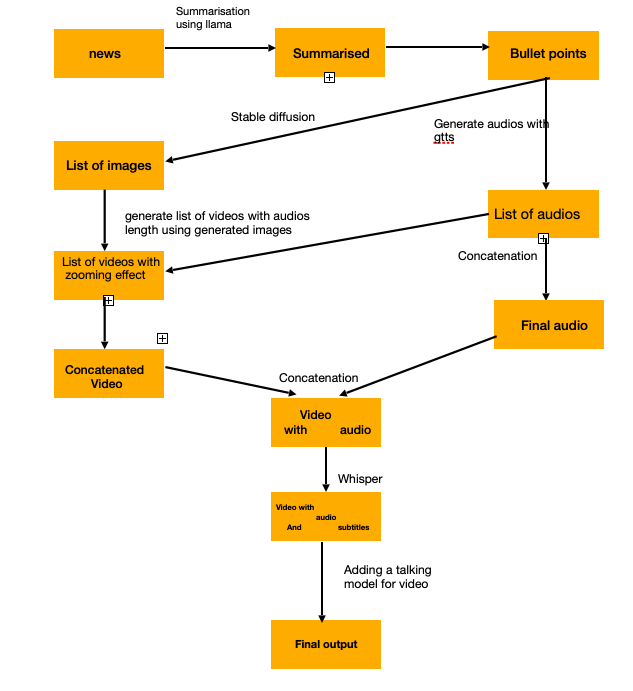 Summarisation
using llama
news
Summarised
Bullet points
Stable diffusion
Generate audios with
gtts
List of images
List of audios
generate list of videos with audios
length using generated images
Concatenation
List of videos with
zooming effect
Final audio
Concatenated
Video
Concatenation
Video
with audio
Whisper
Video with
audio
And subtitles
Adding a talking
model for video
Final output